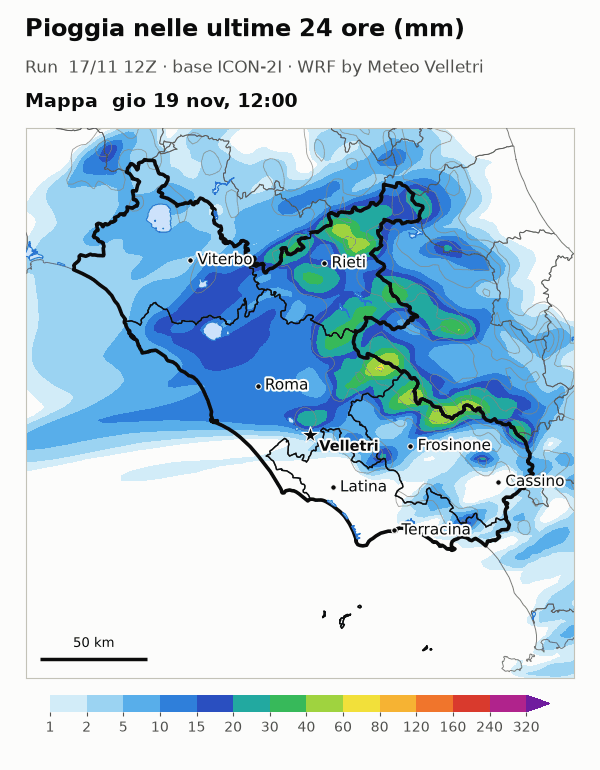 Pioggia nelle ultime 24 ore (mm)
Run 17/11 12Z · base ICON-2I · WRF by Meteo Velletri
Mappa gio 19 nov, 12:00
Viterbo
Rieti
Roma
Velletri
Frosinone
Latina
Cassino
Terracina
50 km
1 2 5 10 15 20 30 40 60 80 120 160 240 320